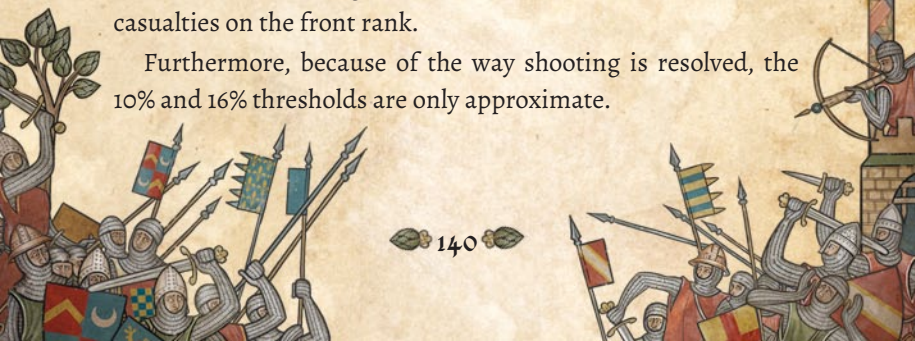 casualties on the front rank.
Furthermore, because of the way shooting is resolved, the
10% and 16% thresholds are only approximate.
140